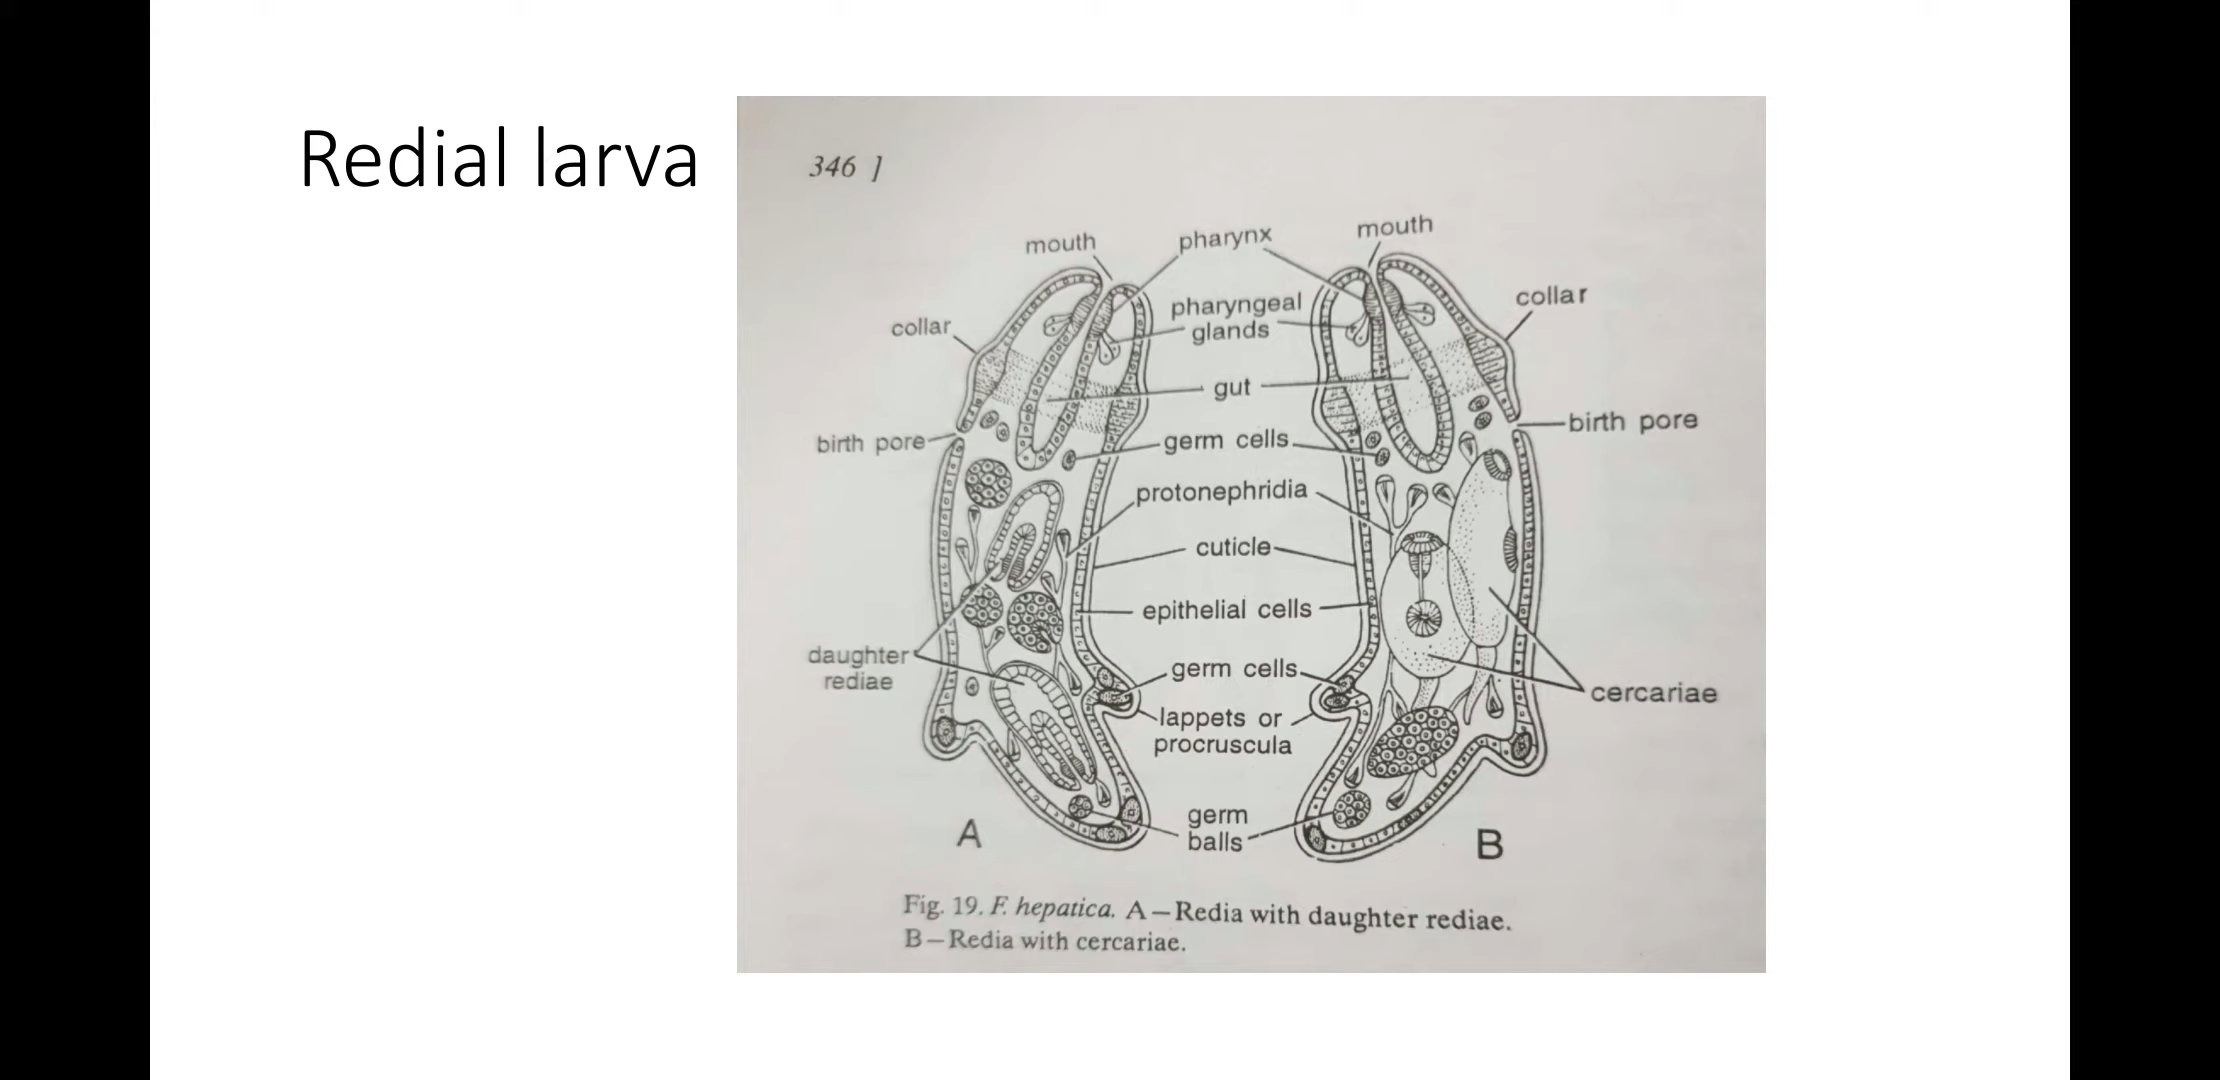 Redial larva
346 ]
mouth
pharynx
mouth
collar
pharyngeal
glands
collar
gut
birth pore
germ cells
birth pore
protonephridia
cuticle
epithelial cells
daughter
rediae
germ cells
cercariae
lappets or
procruscula
germ
balls
A
B
Fig. 19. F. hepatica. A—Redia with daughter rediae.
B—Redia with cercariae.